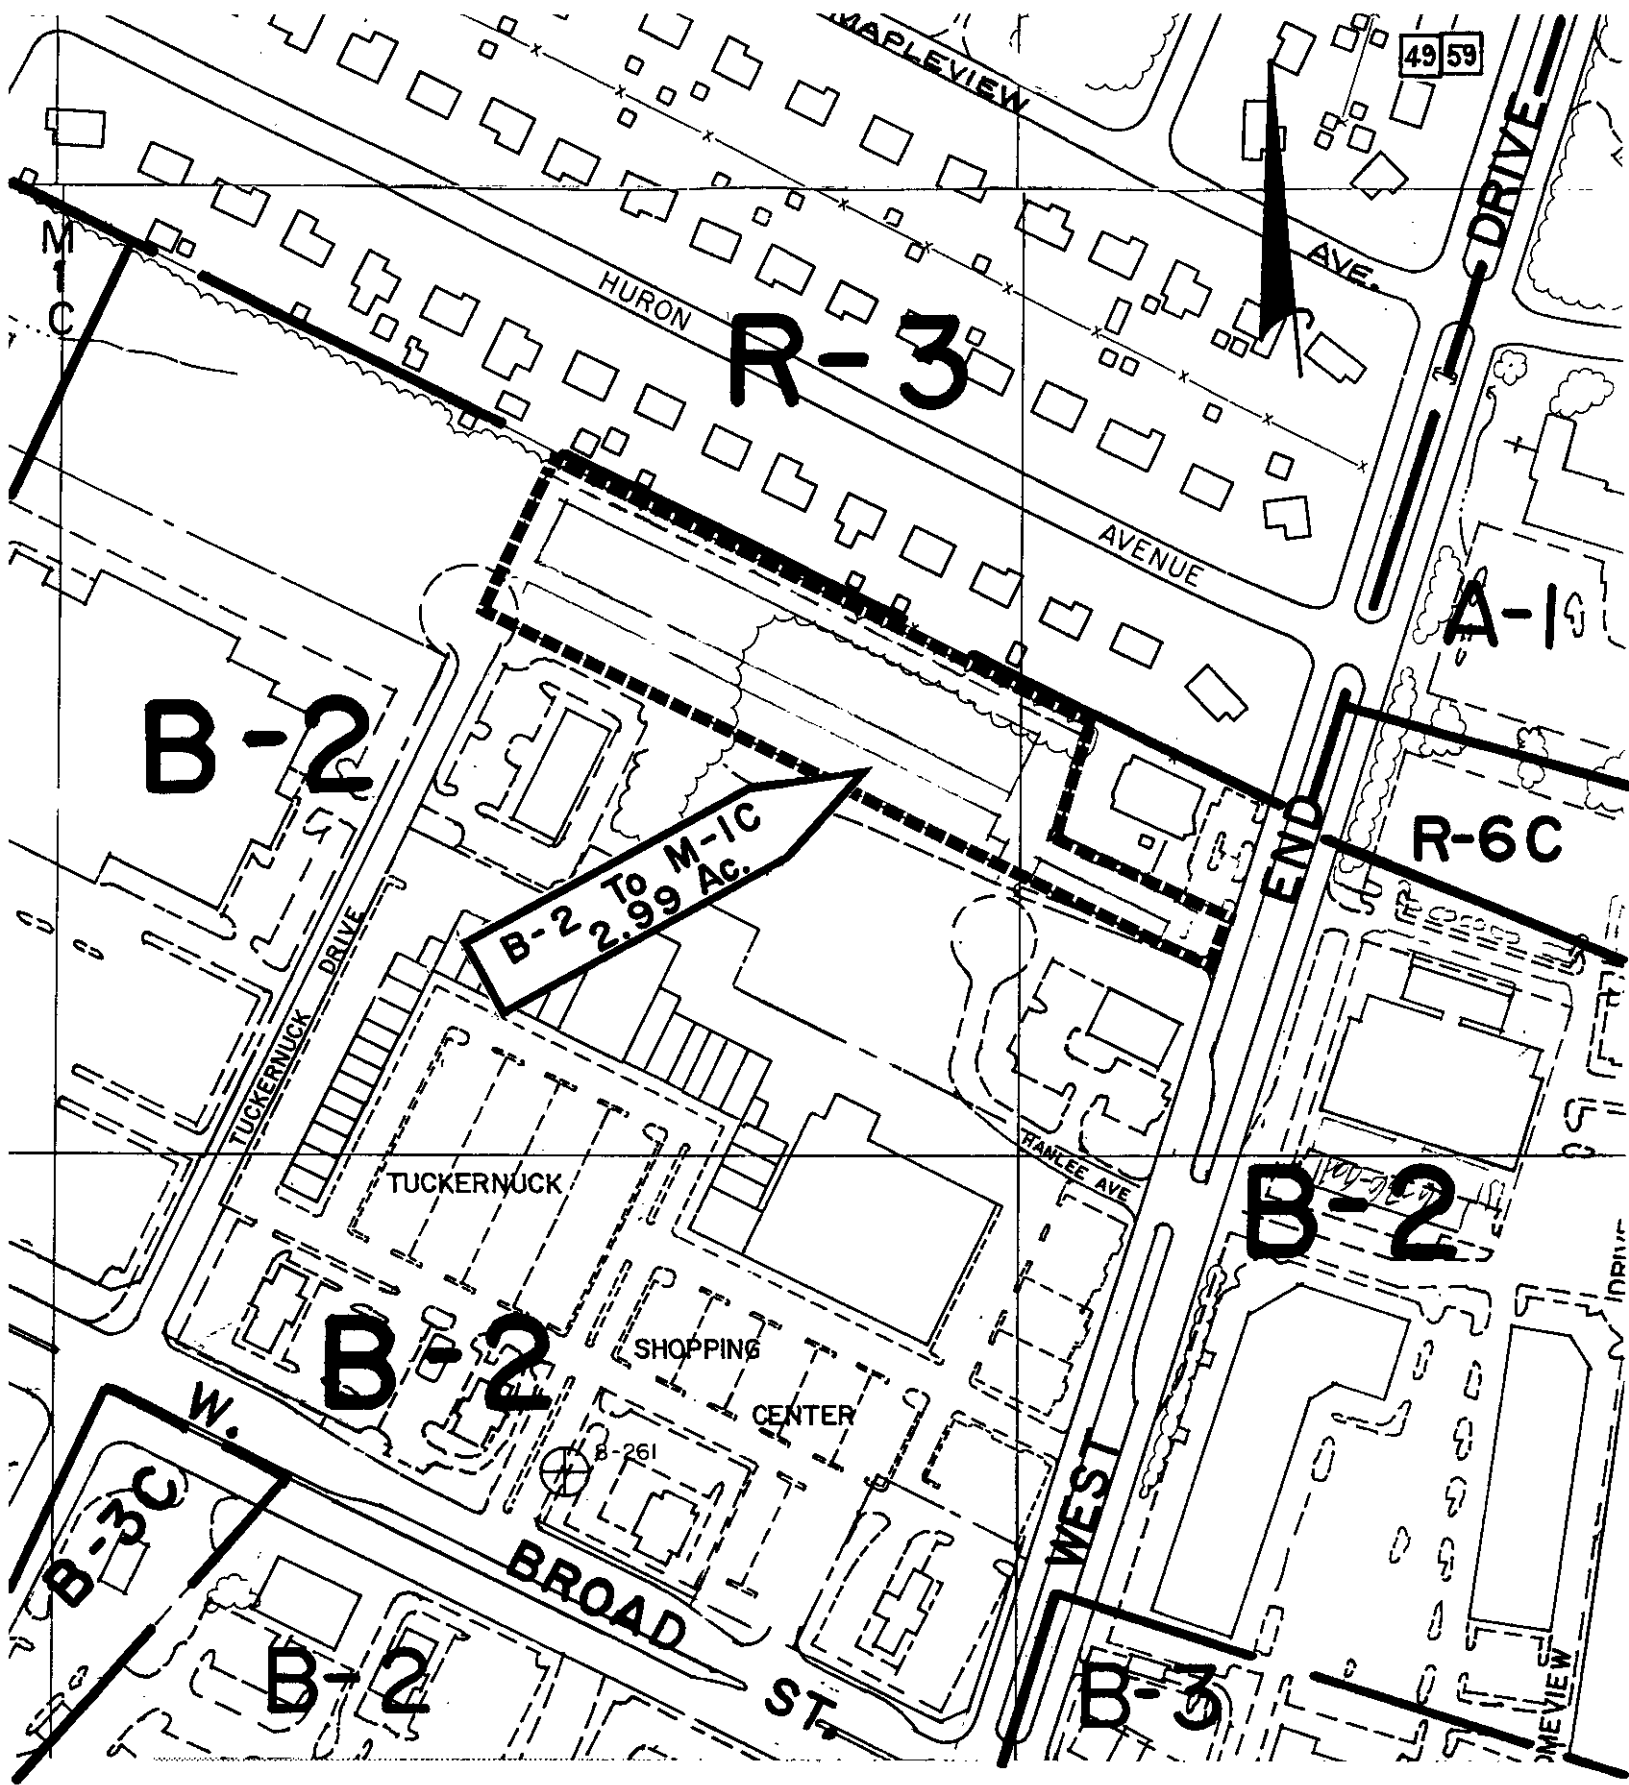 MAPLEVIEW
AVE.
49 59
DRIVE
M
1
C
HURON
AVENUE
R-3
A-1
B-2
R-6C
END
B-2 To M-1C
2.99 Ac.
TUCKERNUCK
DRIVE
TUCKERNUCK
SHOPPING
CENTER
HANLEE AVE
B-2
B-2
W.
BROAD
ST.
8-261
WEST
B-3C
B-2
B-3